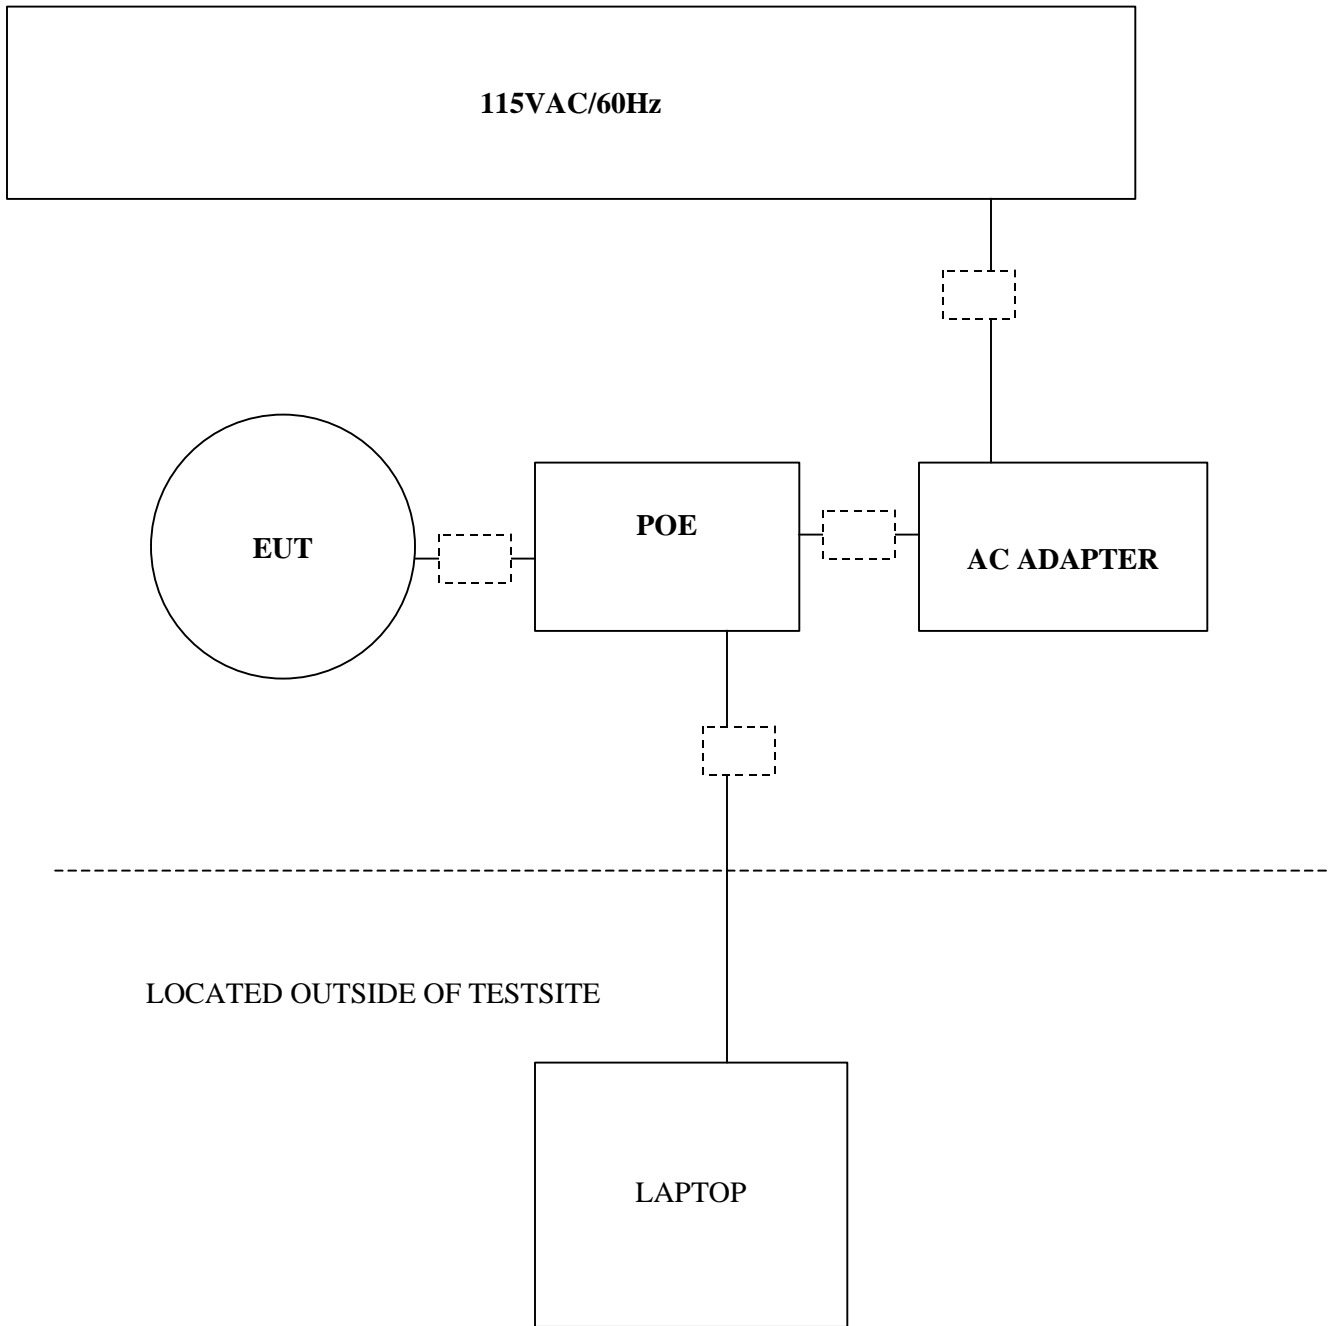 115VAC/60Hz
EUT
POE
AC ADAPTER
LOCATED OUTSIDE OF TESTSITE
LAPTOP